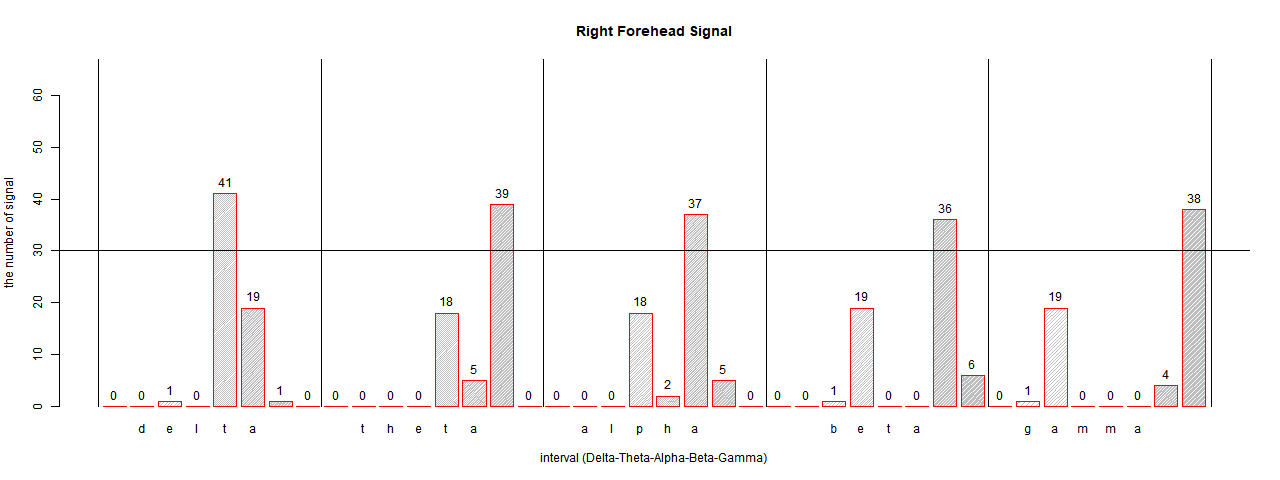 Right Forehead Signal
the number of signal
60
50
40
30
20
10
0
0 0 1 0 41 19 1 0 0 0 0 0 18 5 39 0 0 0 0 18 2 37 5 0 0 0 1 19 0 0 36 6 0 1 19 0 0 0 4 38
d e l t a t h e t a a l p h a b e t a g a m m a
interval (Delta-Theta-Alpha-Beta-Gamma)